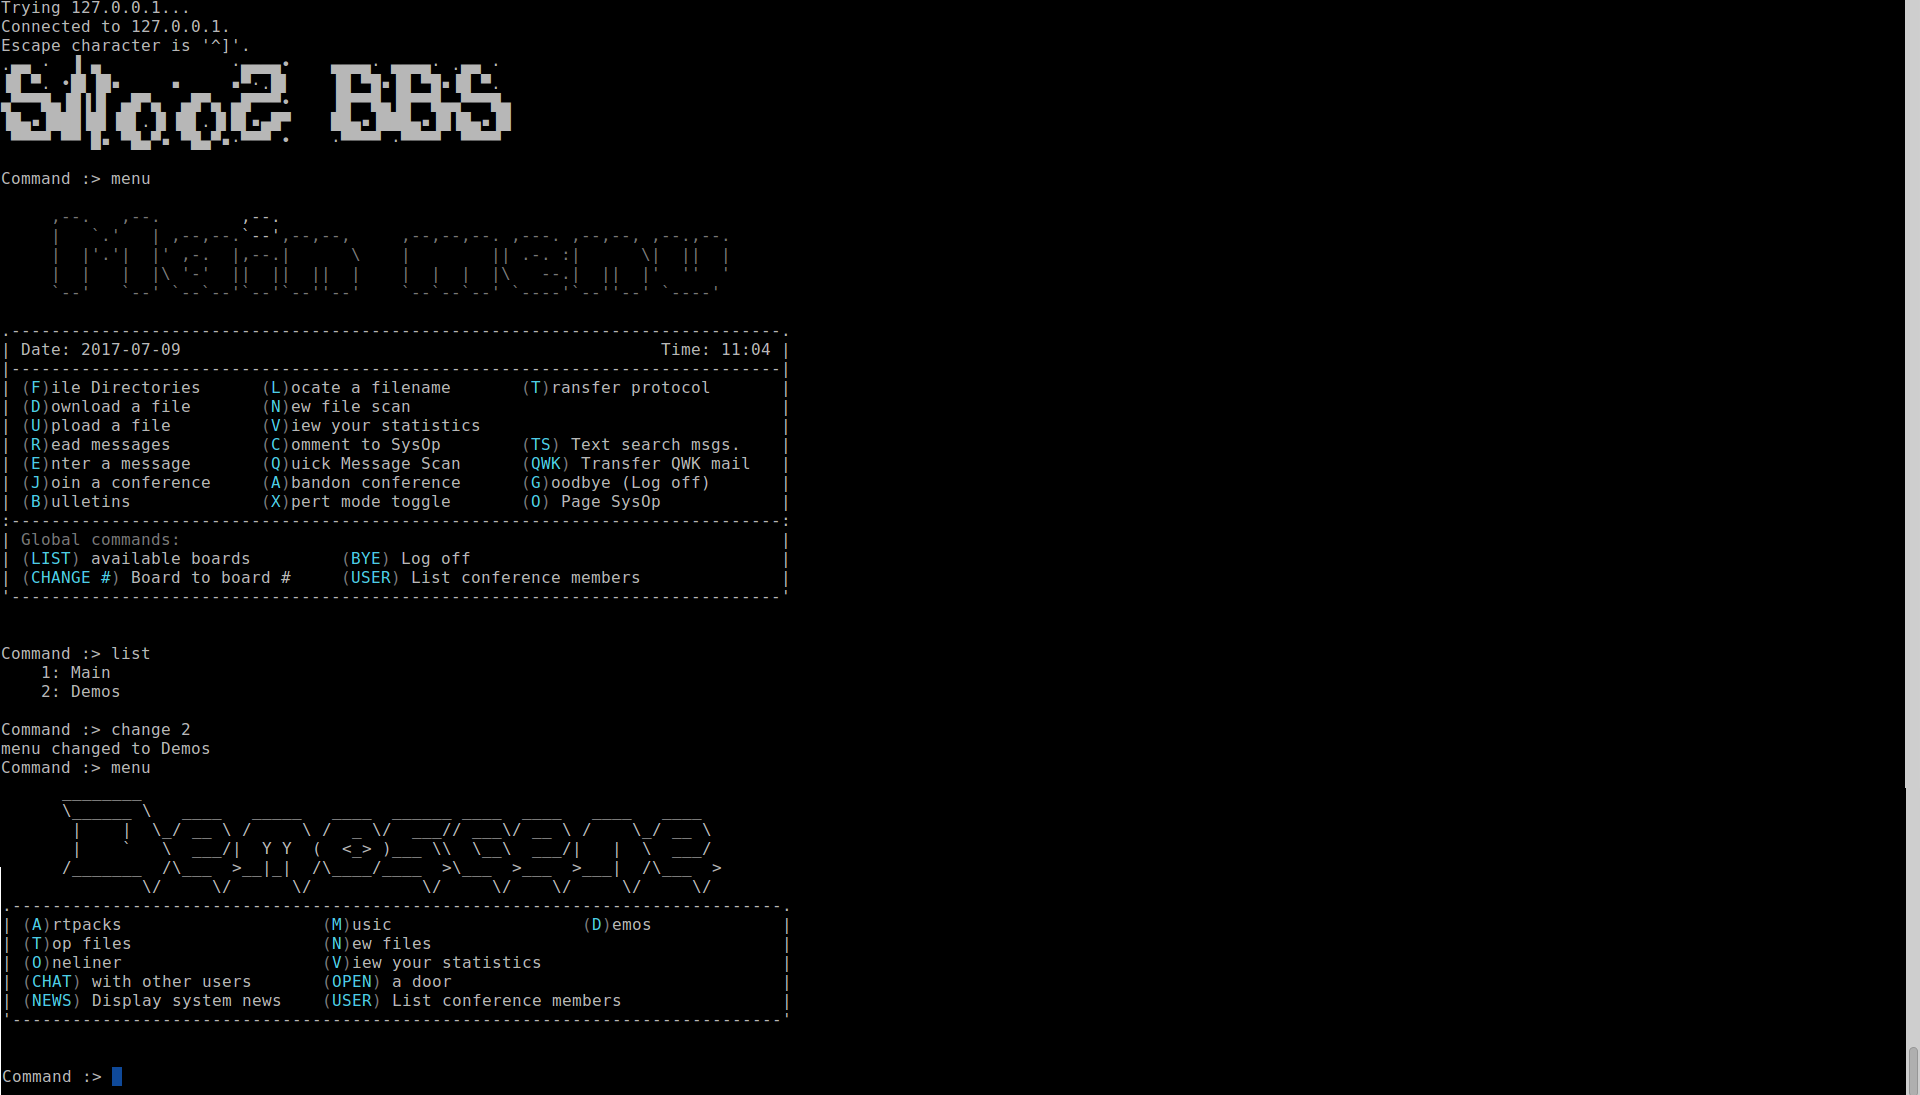 Trying 127.0.0.1...
Connected to 127.0.0.1.
Escape character is '^]'.
Command :> menu
Main menu
| Date: 2017-07-09 Time: 11:04 |
| (F)ile Directories (L)ocate a filename (T)ransfer protocol |
| (D)ownload a file (N)ew file scan |
| (U)pload a file (V)iew your statistics |
| (R)ead messages (C)omment to SysOp (TS) Text search msgs. |
| (E)nter a message (Q)uick Message Scan (QWK) Transfer QWK mail |
| (J)oin a conference (A)bandon conference (G)oodbye (Log off) |
| (B)ulletins (X)pert mode toggle (O) Page SysOp |
| Global commands: |
| (LIST) available boards (BYE) Log off |
| (CHANGE #) Board to board # (USER) List conference members |
Command :> list
1: Main
2: Demos
Command :> change 2
menu changed to Demos
Command :> menu
Demoscene
| (A)rtpacks (M)usic (D)emos |
| (T)op files (N)ew files |
| (O)neliner (V)iew your statistics |
| (CHAT) with other users (OPEN) a door |
| (NEWS) Display system news (USER) List conference members |
Command :>